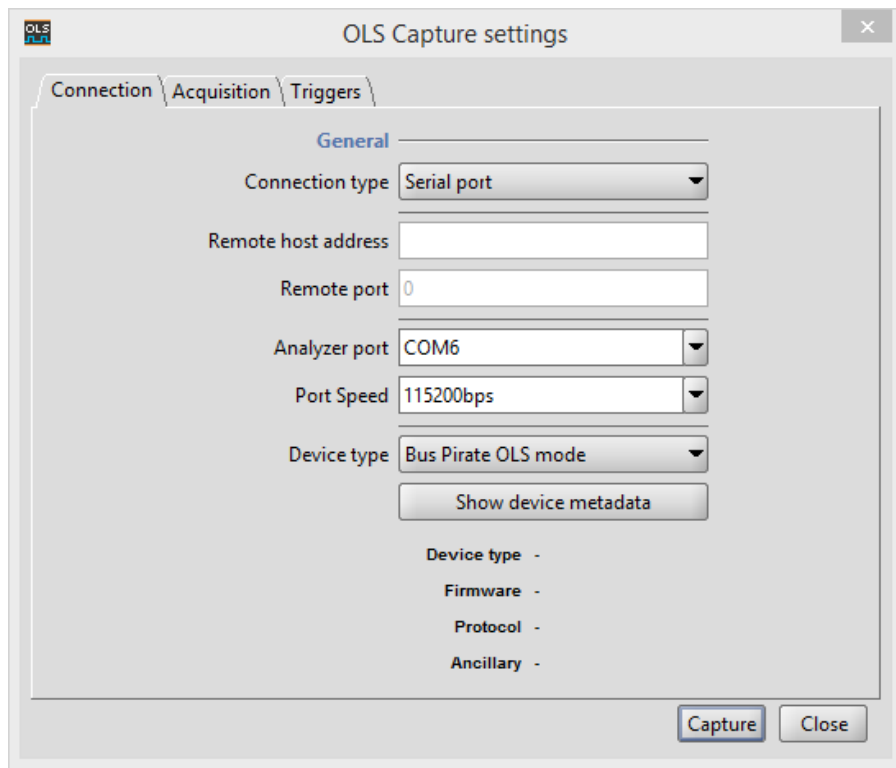 OLS
OLS Capture settings
Connection Acquisition Triggers
General
Connection type Serial port
Remote host address
Remote port 0
Analyzer port COM6
Port Speed 115200bps
Device type Bus Pirate OLS mode
Show device metadata
Device type -
Firmware -
Protocol -
Ancillary -
Capture Close